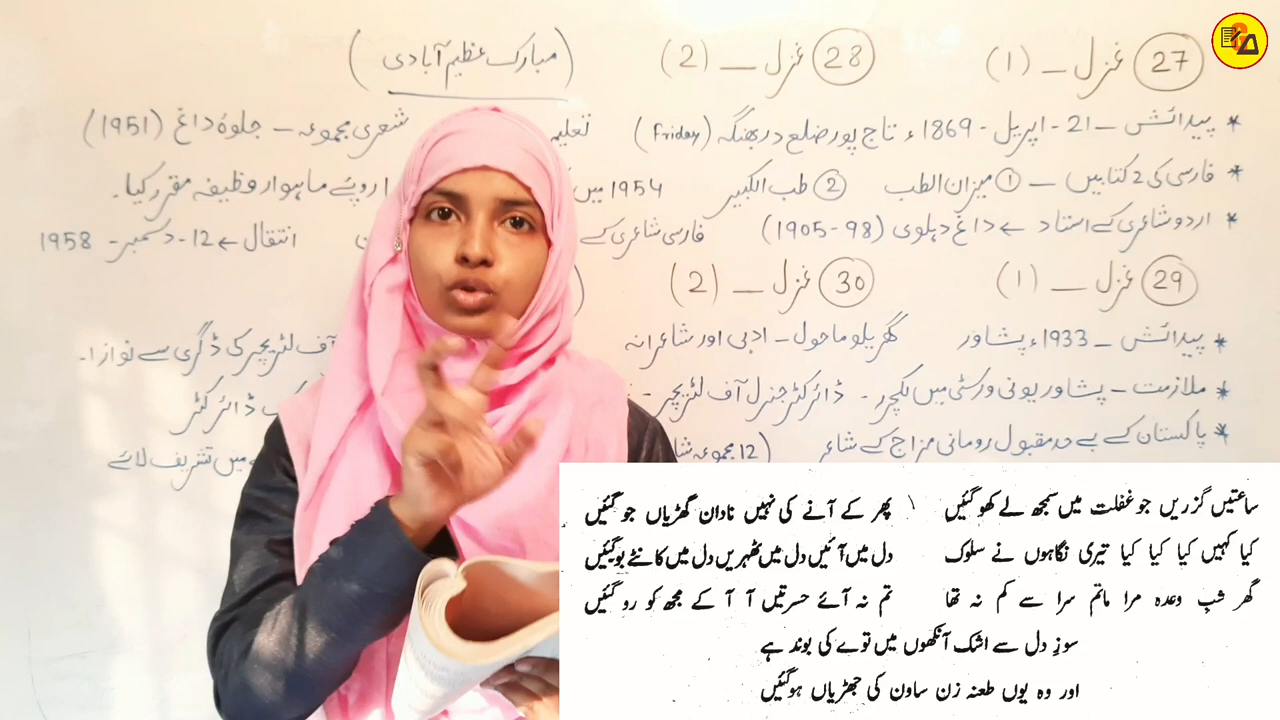 27 غزل — (1) 28 غزل — (2) (مبارک عظیم آبادی)
* پیدائش — 21 - اپریل - 1869ء تاج پور ضلع دربھنگہ (Friday) تعلیم شعری مجموعہ — جلوۂ داغ (1951)
* فارسی کی 2 کتابیں — 1 میزان الطب 2 طب الکبیر 1954 میں روپئے ماہوار وظیفہ مقرر کیا۔
* اردو شاعری کے استاد ← داغ دہلوی (1905-98) فارسی شاعری کے انتقال ← 12 - دسمبر - 1958
29 غزل — (1) 30 غزل — (2)
* پیدائش — 1933ء پشاور گھریلو ماحول — ادبی اور شاعرانہ آف لٹریچر کی ڈگری سے نوازا۔
* ملازمت — پشاور یونی ورسٹی میں لکچرر - ڈائرکٹر جنرل آف لٹریچر - ڈائرکٹر
* پاکستان کے بے حد مقبول رومانی مزاج کے شاعر (12 مجموعہ میں تشریف لائے
ساعتیں گزریں جو غفلت میں سمجھ لے کھو گئیں پھر کے آنے کی نہیں نادان گھڑیاں جو گئیں
کیا کہیں کیا کیا کیا تیری نگاہوں نے سلوک دل میں آئیں دل میں ٹھہریں دل میں کانٹے بو گئیں
گھر شبِ وعدہ مرا ماتم سرا سے کم نہ تھا تم نہ آئے حسرتیں آ آ کے مجھ کو رو گئیں
سوزِ دل سے اشک آنکھوں میں توے کی بوند ہے
اور وہ یوں طعنہ زن ساون کی جھڑیاں ہو گئیں